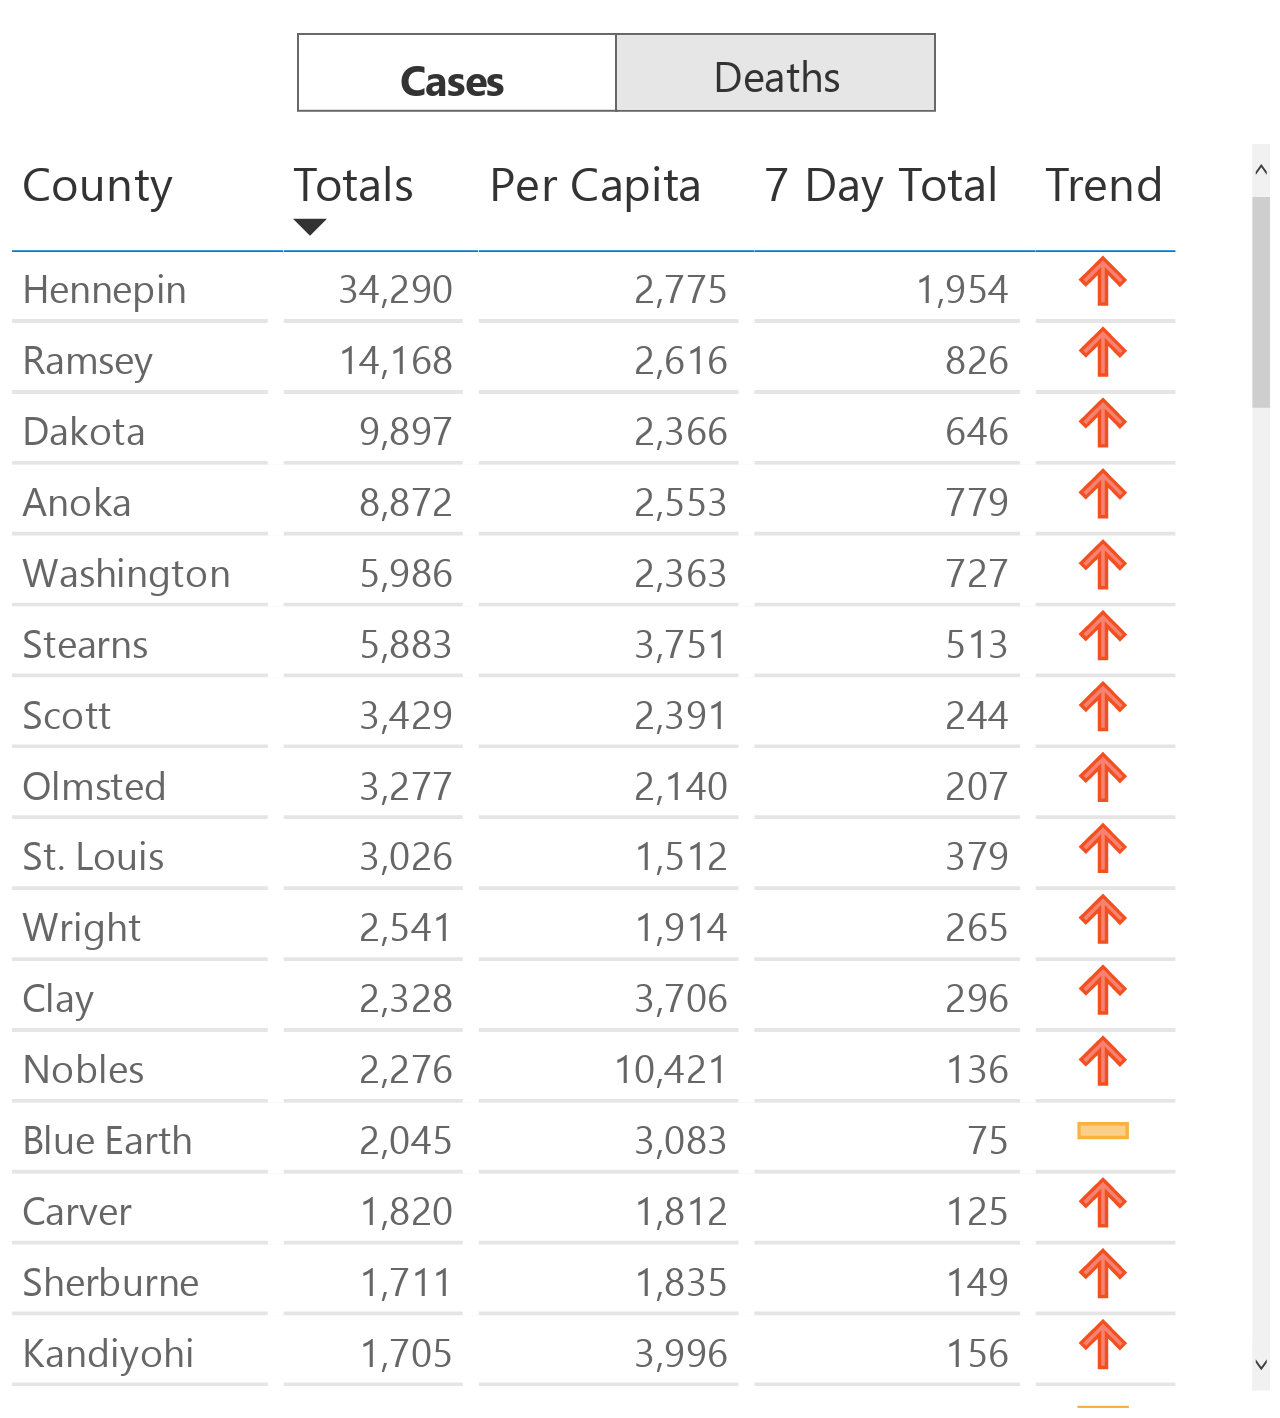 Cases Deaths
County Totals Per Capita 7 Day Total Trend
Hennepin 34,290 2,775 1,954
Ramsey 14,168 2,616 826
Dakota 9,897 2,366 646
Anoka 8,872 2,553 779
Washington 5,986 2,363 727
Stearns 5,883 3,751 513
Scott 3,429 2,391 244
Olmsted 3,277 2,140 207
St. Louis 3,026 1,512 379
Wright 2,541 1,914 265
Clay 2,328 3,706 296
Nobles 2,276 10,421 136
Blue Earth 2,045 3,083 75
Carver 1,820 1,812 125
Sherburne 1,711 1,835 149
Kandiyohi 1,705 3,996 156